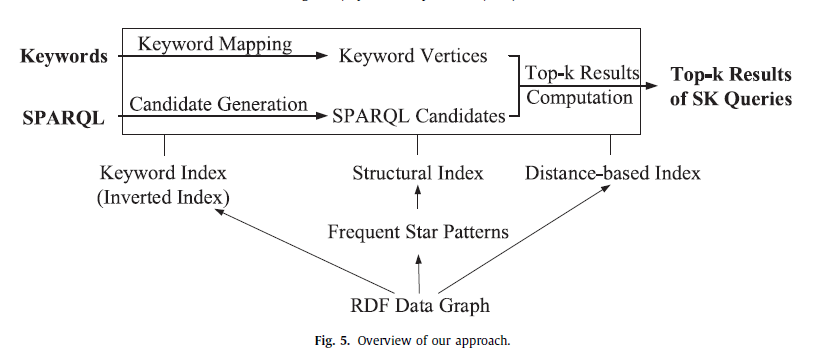 Keywords
Keyword Mapping
Keyword Vertices
SPARQL
Candidate Generation
SPARQL Candidates
Top-k Results
Computation
Top-k Results
of SK Queries
Keyword Index
(Inverted Index)
Structural Index
Distance-based Index
Frequent Star Patterns
RDF Data Graph
Fig. 5. Overview of our approach.